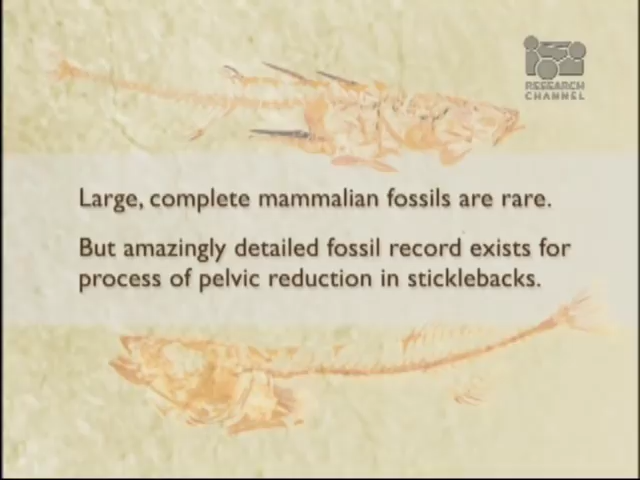 RESEARCH
CHANNEL
Large, complete mammalian fossils are rare.
But amazingly detailed fossil record exists for
process of pelvic reduction in sticklebacks.